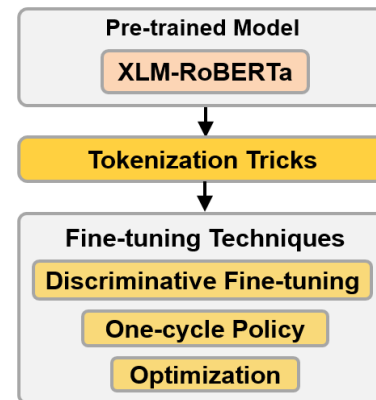 Pre-trained Model
XLM-RoBERTa
Tokenization Tricks
Fine-tuning Techniques
Discriminative Fine-tuning
One-cycle Policy
Optimization